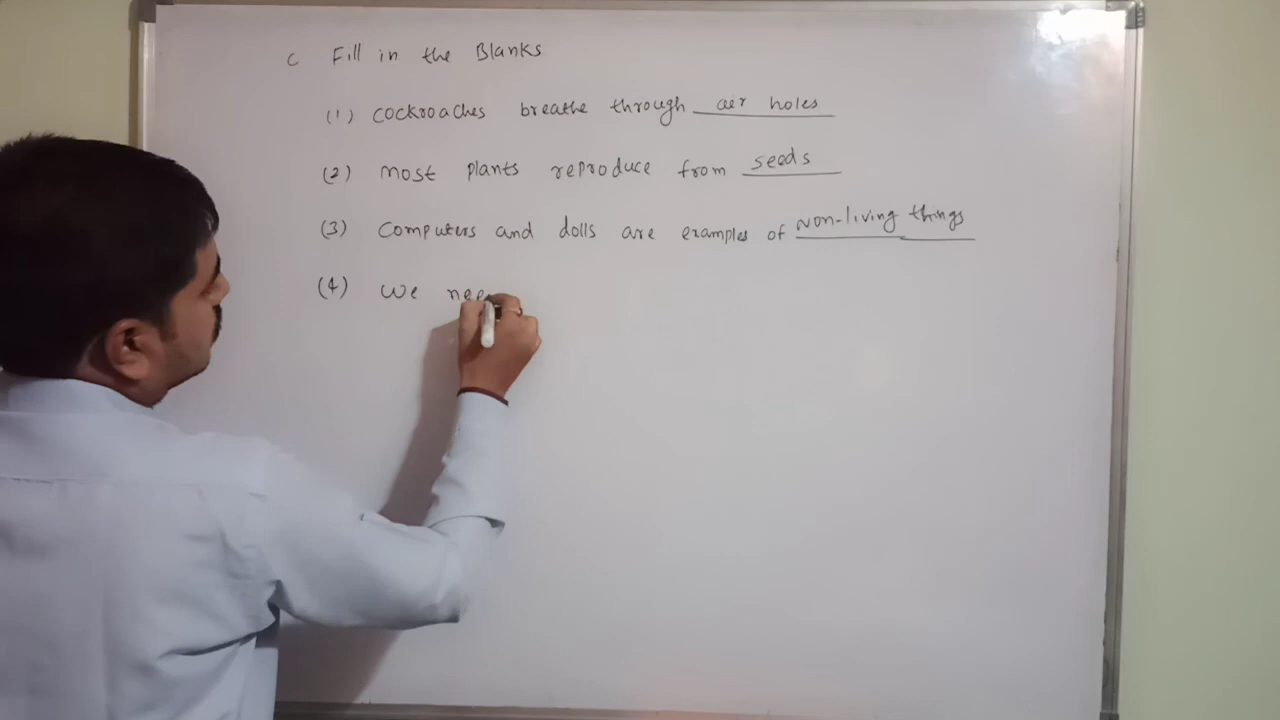 C Fill in the Blanks
(1) Cockroaches breathe through air holes
(2) Most plants reproduce from seeds
(3) Computers and dolls are examples of Non-living things
(4) We